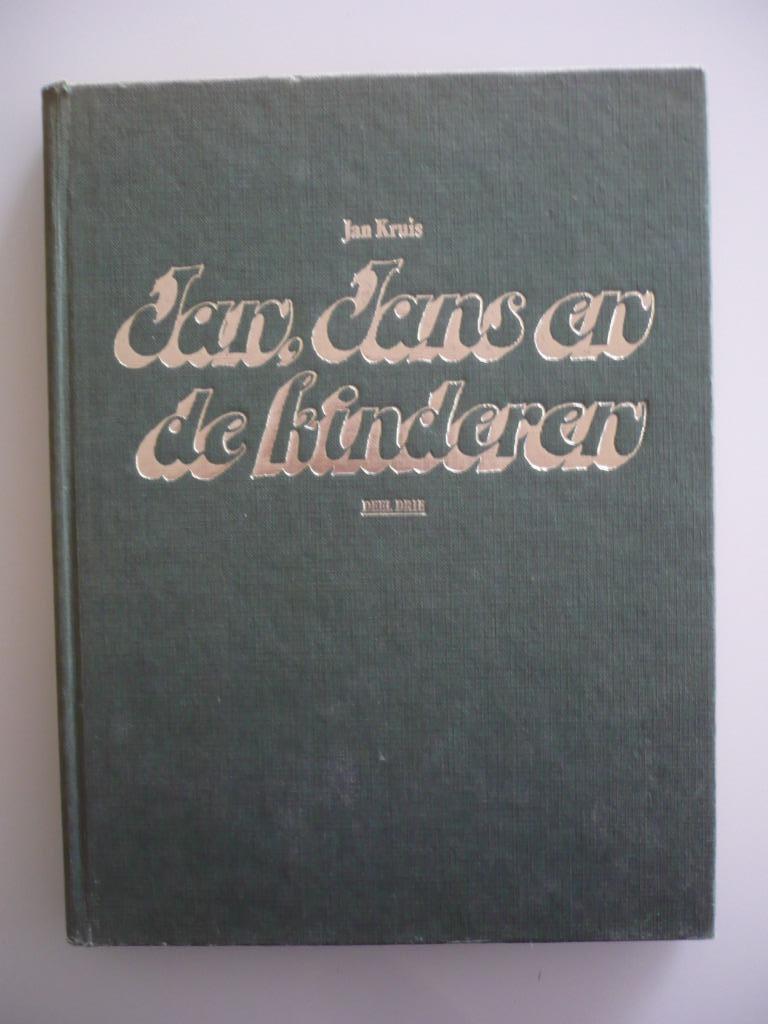 Jan Kruis
Jan, Jans en
de kinderen
DEEL DRIE